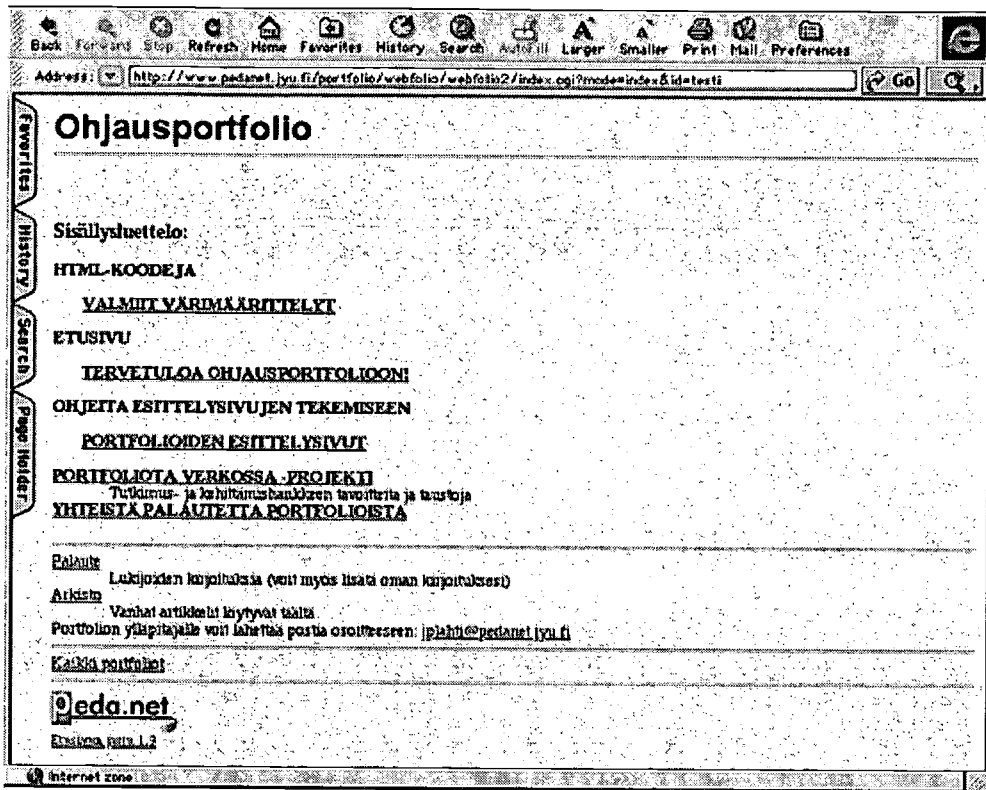 Back Forward Stop Refresh Home Favorites History Search AutoFill Larger Smaller Print Mail Preferences
Address: http://www.pedanet.jyu.fi/portfolio/webfolio/webfolio2/index.cgi?mode=index&id=testi Go
Favorites
History
Search
Page Holder
Ohjausportfolio
Sisällysluettelo:
HTML-KOODEJA
VALMIIT VÄRIMÄÄRITTELYT
ETUSIVU
TERVETULOA OHJAUSPORTFOLIOON!
OHJEITA ESITTELYSIVUJEN TEKEMISEEN
PORTFOLIOIDEN ESITTELYSIVUT
PORTFOLIOTA VERKOSSA -PROJEKTI
Tutkimus- ja kehittämishankkeen tavoitteita ja taustoja
YHTEISTÄ PALAUTETTA PORTFOLIOISTA
Palaute
Lukijoiden kirjoituksia (voit myös lisätä oman kirjoituksesi)
Arkisto
Vanhat artikkelit löytyvät täältä
Portfolion ylläpitäjälle voit lähettää postia osoitteeseen: jplahti@pedanet.jyu.fi
Kaikki portfoliot
Peda.net
1.2
Internet zone